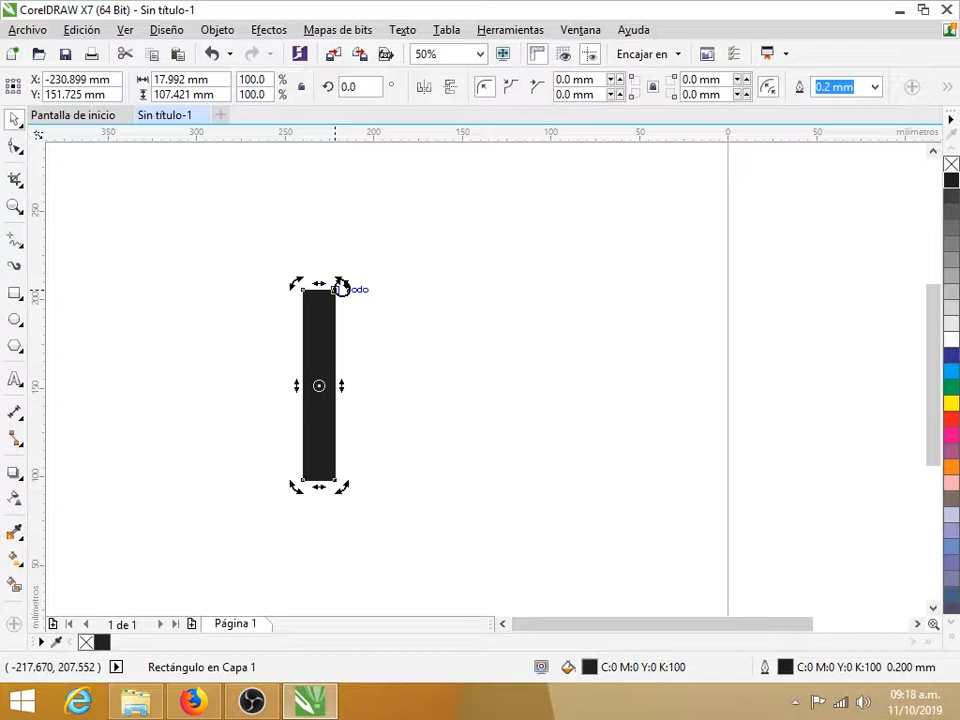 CorelDRAW X7 (64 Bit) - Sin título-1
Archivo Edición Ver Diseño Objeto Efectos Mapas de bits Texto Tabla Herramientas Ventana Ayuda
50% Encajar en
X: -230.899 mm 17.992 mm 100.0 % 0.0 ° 0.0 mm 0.0 mm 0.2 mm
Y: 151.725 mm 107.421 mm 100.0 % 0.0 mm 0.0 mm
Pantalla de inicio Sin título-1
350 300 250 200 150 100 50 50 milímetros
250
200
150
100
50
milímetros
1 de 1 Página 1
( -217.670, 207.552 ) Rectángulo en Capa 1 C:0 M:0 Y:0 K:100 C:0 M:0 Y:0 K:100 0.200 mm
09:18 a.m.
11/10/2019